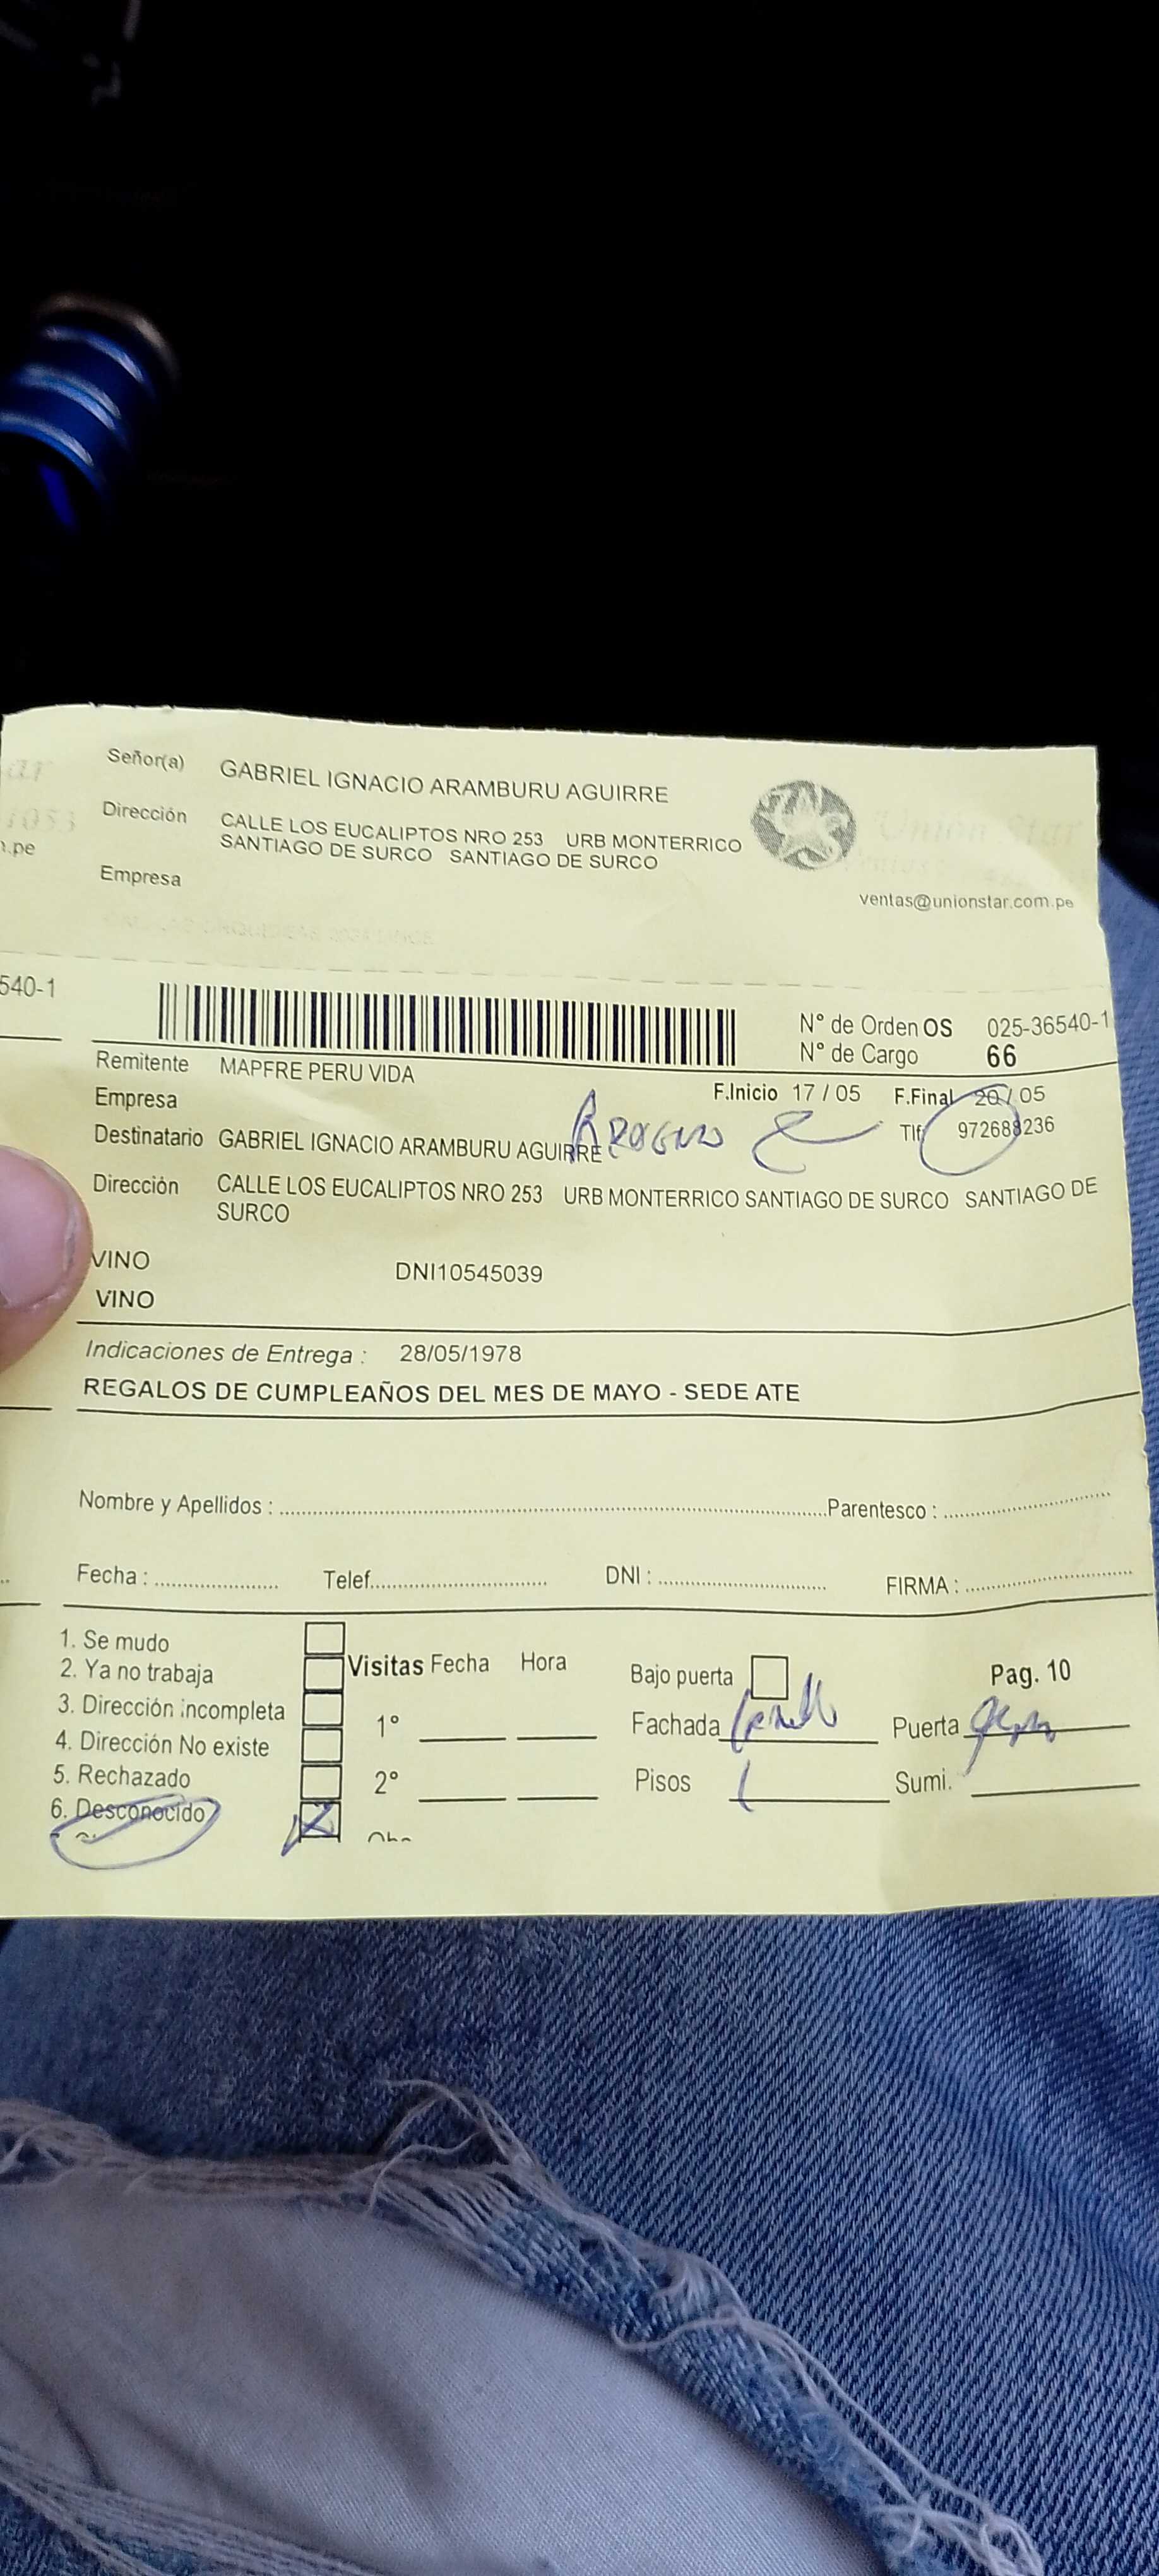 Señor(a) GABRIEL IGNACIO ARAMBURU AGUIRRE
Dirección CALLE LOS EUCALIPTOS NRO 253 URB MONTERRICO
SANTIAGO DE SURCO SANTIAGO DE SURCO
Empresa
Union Star
ventas@unionstar.com.pe
ar
1053
.pe
540-1
N° de Orden OS 025-36540-1
N° de Cargo 66
Remitente MAPFRE PERU VIDA
F.Inicio 17 / 05 F.Final 20 / 05
Empresa
Tlf 972688236
Destinatario GABRIEL IGNACIO ARAMBURU AGUIRRE
Dirección CALLE LOS EUCALIPTOS NRO 253 URB MONTERRICO SANTIAGO DE SURCO SANTIAGO DE
SURCO
VINO DNI10545039
VINO
Indicaciones de Entrega : 28/05/1978
REGALOS DE CUMPLEAÑOS DEL MES DE MAYO - SEDE ATE
Nombre y Apellidos : Parentesco :
Fecha : Telef. DNI : FIRMA :
1. Se mudo
2. Ya no trabaja
3. Dirección incompleta
4. Dirección No existe
5. Rechazado
6. Desconocido
Visitas Fecha Hora
1°
2°
Bajo puerta
Pag. 10
Fachada
Puerta
Pisos 1
Sumi.